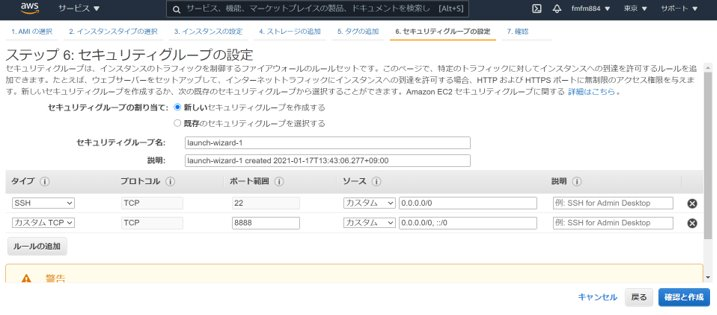 aws サービス サービス、機能、マーケットプレイスの製品、ドキュメントを検索し [Alt+S] fmfm884 東京 サポート
1. AMI の選択 2. インスタンスタイプの選択 3. インスタンスの設定 4. ストレージの追加 5. タグの追加 6. セキュリティグループの設定 7. 確認
ステップ 6: セキュリティグループの設定
セキュリティグループは、インスタンスのトラフィックを制御するファイアウォールのルールセットです。このページで、特定のトラフィックに対してインスタンスへの到達を許可するルールを追
加できます。たとえば、ウェブサーバーをセットアップして、インターネットトラフィックにインスタンスへの到達を許可する場合、HTTP および HTTPS ポートに無制限のアクセス権限を与えま
す。新しいセキュリティグループを作成するか、次の既存のセキュリティグループから選択することができます。Amazon EC2 セキュリティグループに関する 詳細はこちら。
セキュリティグループの割り当て: 新しいセキュリティグループを作成する
既存のセキュリティグループを選択する
セキュリティグループ名: launch-wizard-1
説明: launch-wizard-1 created 2021-01-17T13:43:06.277+09:00
タイプ プロトコル ポート範囲 ソース 説明
SSH TCP 22 カスタム 0.0.0.0/0 例: SSH for Admin Desktop
カスタム TCP TCP 8888 カスタム 0.0.0.0/0, ::/0 例: SSH for Admin Desktop
ルールの追加
警告
キャンセル 戻る 確認と作成